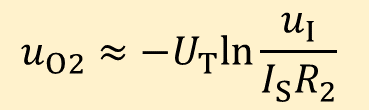 u_O2 ≈ −U_T ln u_I / (I_S R_2)